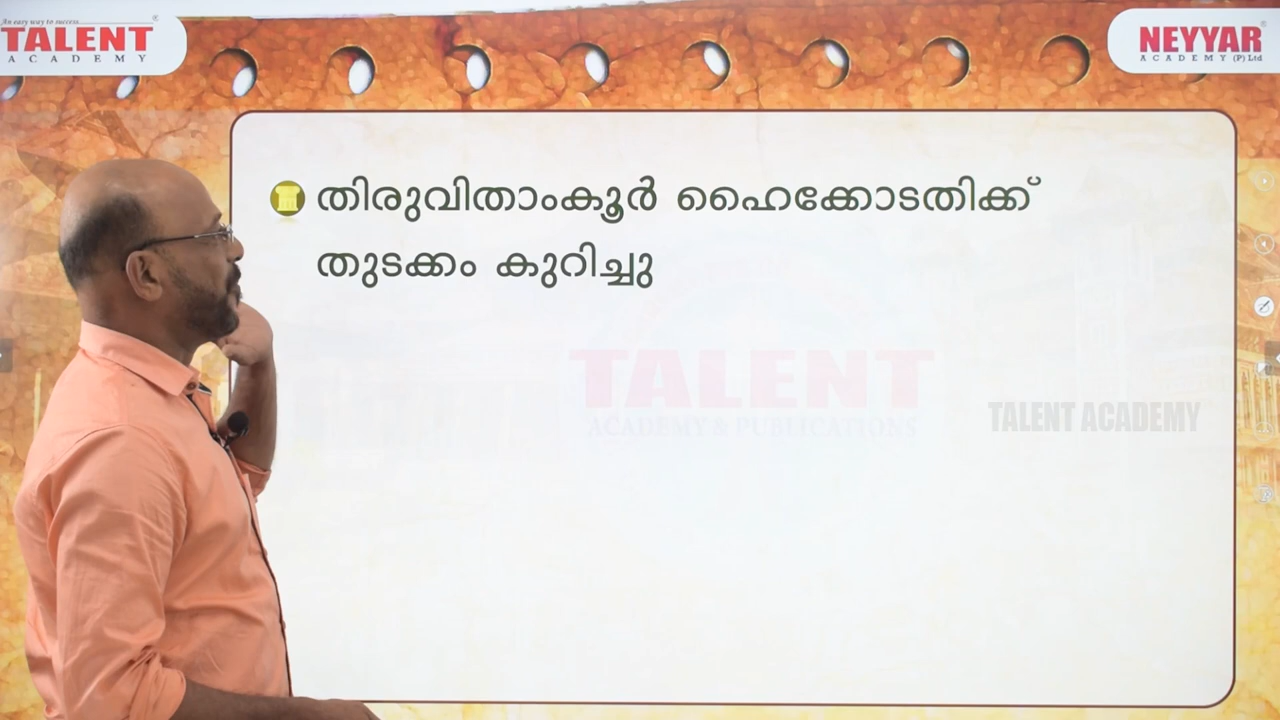 An easy way to success
TALENT
ACADEMY
NEYYAR
ACADEMY (P) Ltd
തിരുവിതാംകൂർ ഹൈക്കോടതിക്ക്
തുടക്കം കുറിച്ചു
TALENT
ACADEMY & PUBLICATIONS
TALENT ACADEMY